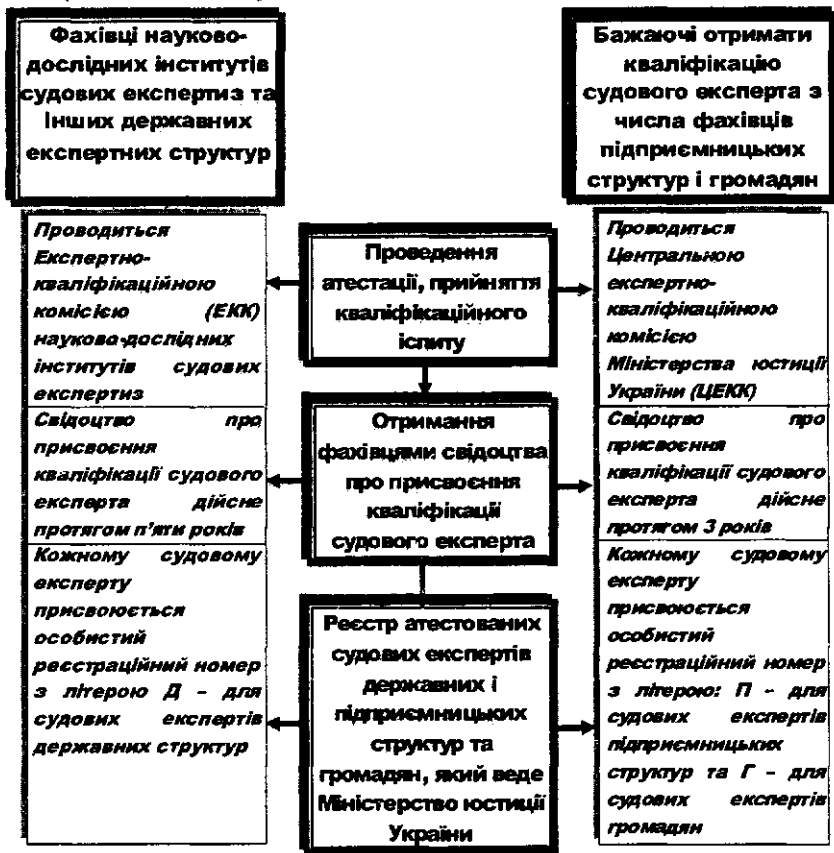 Фахівці науково-
дослідних інститутів
судових експертиз та
інших державних
експертних структур
Бажаючі отримати
кваліфікацію
судового експерта з
числа фахівців
підприємницьких
структур і громадян
Проводиться
Експертно-
кваліфікаційною
комісією (ЕКК)
науково-дослідних
інститутів судових
експертиз
Проведення
атестації, прийняття
кваліфікаційного
іспиту
Проводиться
Центральною
експертно-
кваліфікаційною
комісією
Міністерства юстиції
України (ЦЕКК)
Свідоцтво про
присвоєння
кваліфікації судового
експерта дійсне
протягом п'яти років
Отримання
фахівцями свідоцтва
про присвоєння
кваліфікації
судового експерта
Свідоцтво про
присвоєння
кваліфікації судового
експерта дійсне
протягом 3 років
Кожному судовому
експерту
присвоюється
особистий
реєстраційний номер
з літерою Д – для
судових експертів
державних структур
Реєстр атестованих
судових експертів
державних і
підприємницьких
структур та
громадян, який веде
Міністерство юстиції
України
Кожному судовому
експерту
присвоюється
особистий
реєстраційний номер
з літерою: П – для
судових експертів
підприємницьких
структур та Г – для
судових експертів
громадян